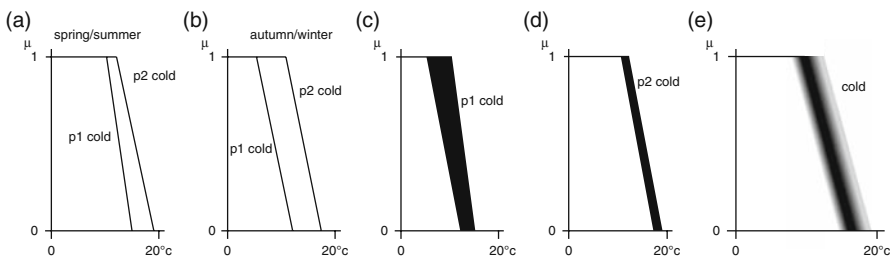 (a)
spring/summer
μ
1
p2 cold
p1 cold
0
0
20°c
(b)
autumn/winter
μ
1
p2 cold
p1 cold
0
0
20°c
(c)
μ
1
p1 cold
0
0
20°c
(d)
μ
1
p2 cold
0
0
20°c
(e)
μ
1
cold
0
0
20°c